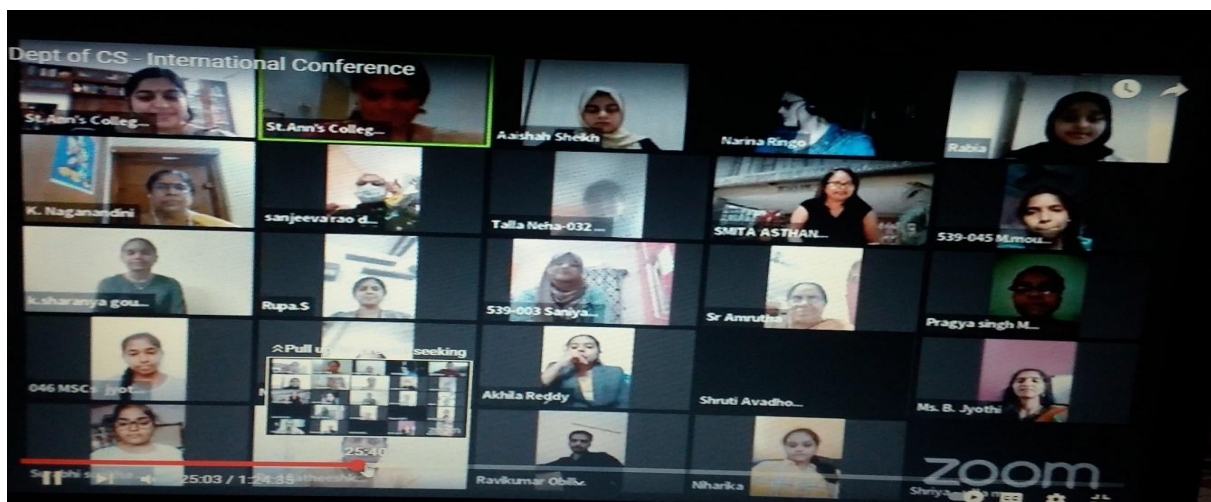 Dept of CS - International Conference
St.Ann's Colleg...
St.Ann's Colleg...
Aaishah Sheikh
Narina Ringo
Rabia
K. Naganandini
sanjeeva rao d...
Talla Neha-032 ...
SMITA ASTHAN...
539-045 M.mou...
k.sharanya gou...
Rupa.S
539-003 Saniya...
Sr Amrutha
Pragya singh M...
Pull seeking
046 MSCs jyot...
Akhila Reddy
Shruti Avadho...
Ms. B. Jyothi
25:40
zoom
25:03 / 1:24:35
Ravikumar
Niharika